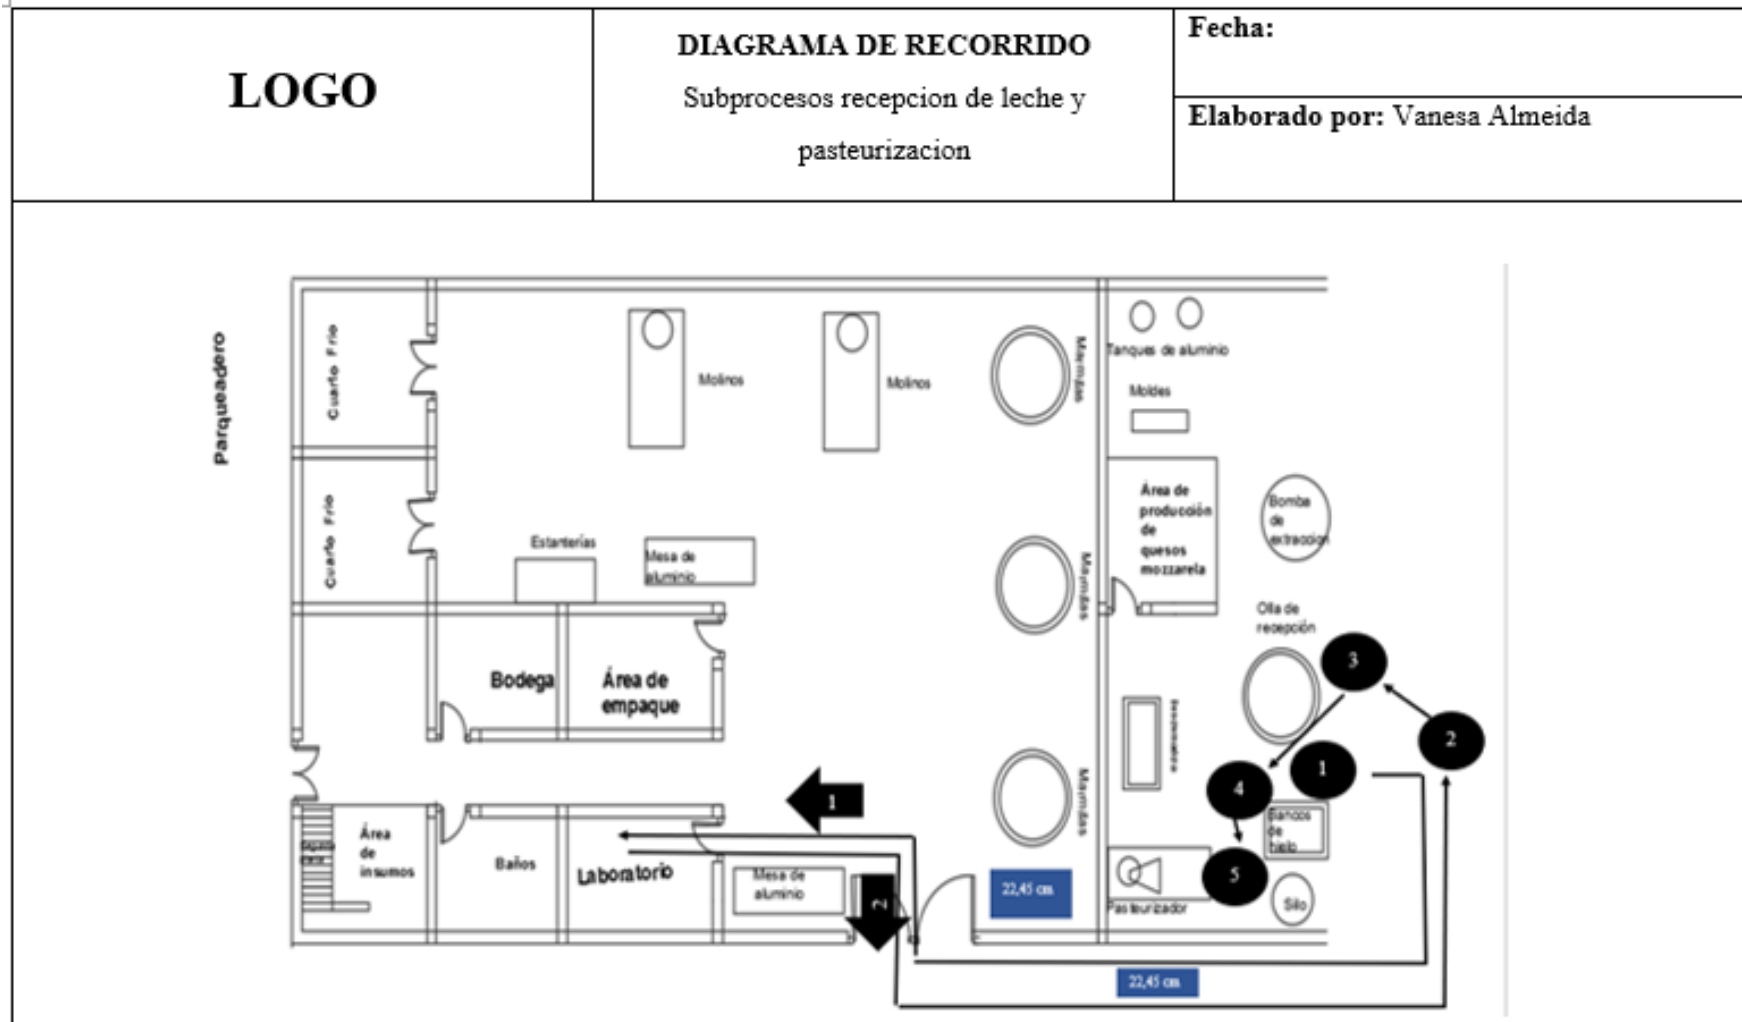 LOGO
DIAGRAMA DE RECORRIDO
Subprocesos recepcion de leche y
pasteurizacion
Fecha:
Elaborado por: Vanesa Almeida
Parqueadero
Cuarto Frio
Cuarto Frio
Molinos
Molinos
Marmitas
Marmitas
Marmitas
Tanques de aluminio
Moldes
Área de
producción
de
quesos
mozzarela
Bomba
de
extraccion
Olla de
recepción
Estanterías
Mesa de
aluminio
Bodega
Área de
empaque
3
2
1
4
5
Bancos
de
hielo
Silo
Pasteurizador
1
2
Área
de
insumos
Baños
Laboratorio
Mesa de
aluminio
22,45 cm
22,45 cm